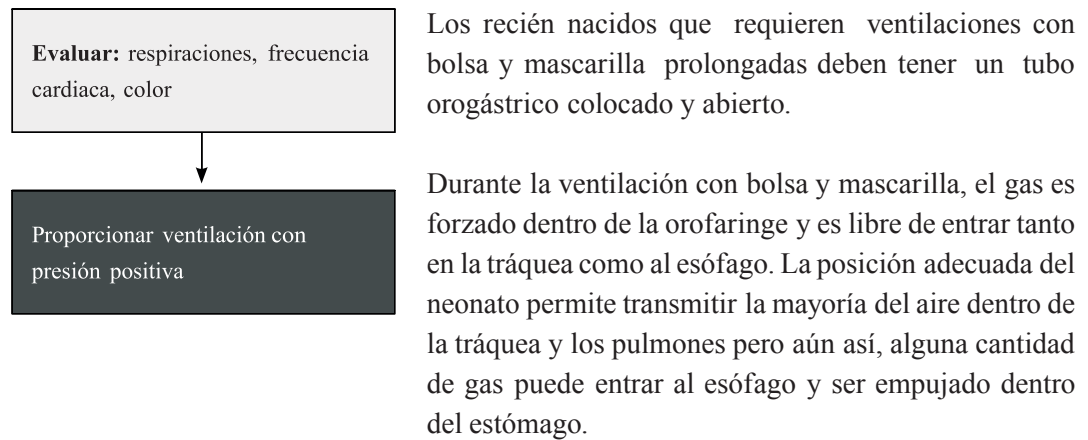 Evaluar: respiraciones, frecuencia
cardiaca, color
Proporcionar ventilación con
presión positiva
Los recién nacidos que requieren ventilaciones con
bolsa y mascarilla prolongadas deben tener un tubo
orogástrico colocado y abierto.
Durante la ventilación con bolsa y mascarilla, el gas es
forzado dentro de la orofaringe y es libre de entrar tanto
en la tráquea como al esófago. La posición adecuada del
neonato permite transmitir la mayoría del aire dentro de
la tráquea y los pulmones pero aún así, alguna cantidad
de gas puede entrar al esófago y ser empujado dentro
del estómago.